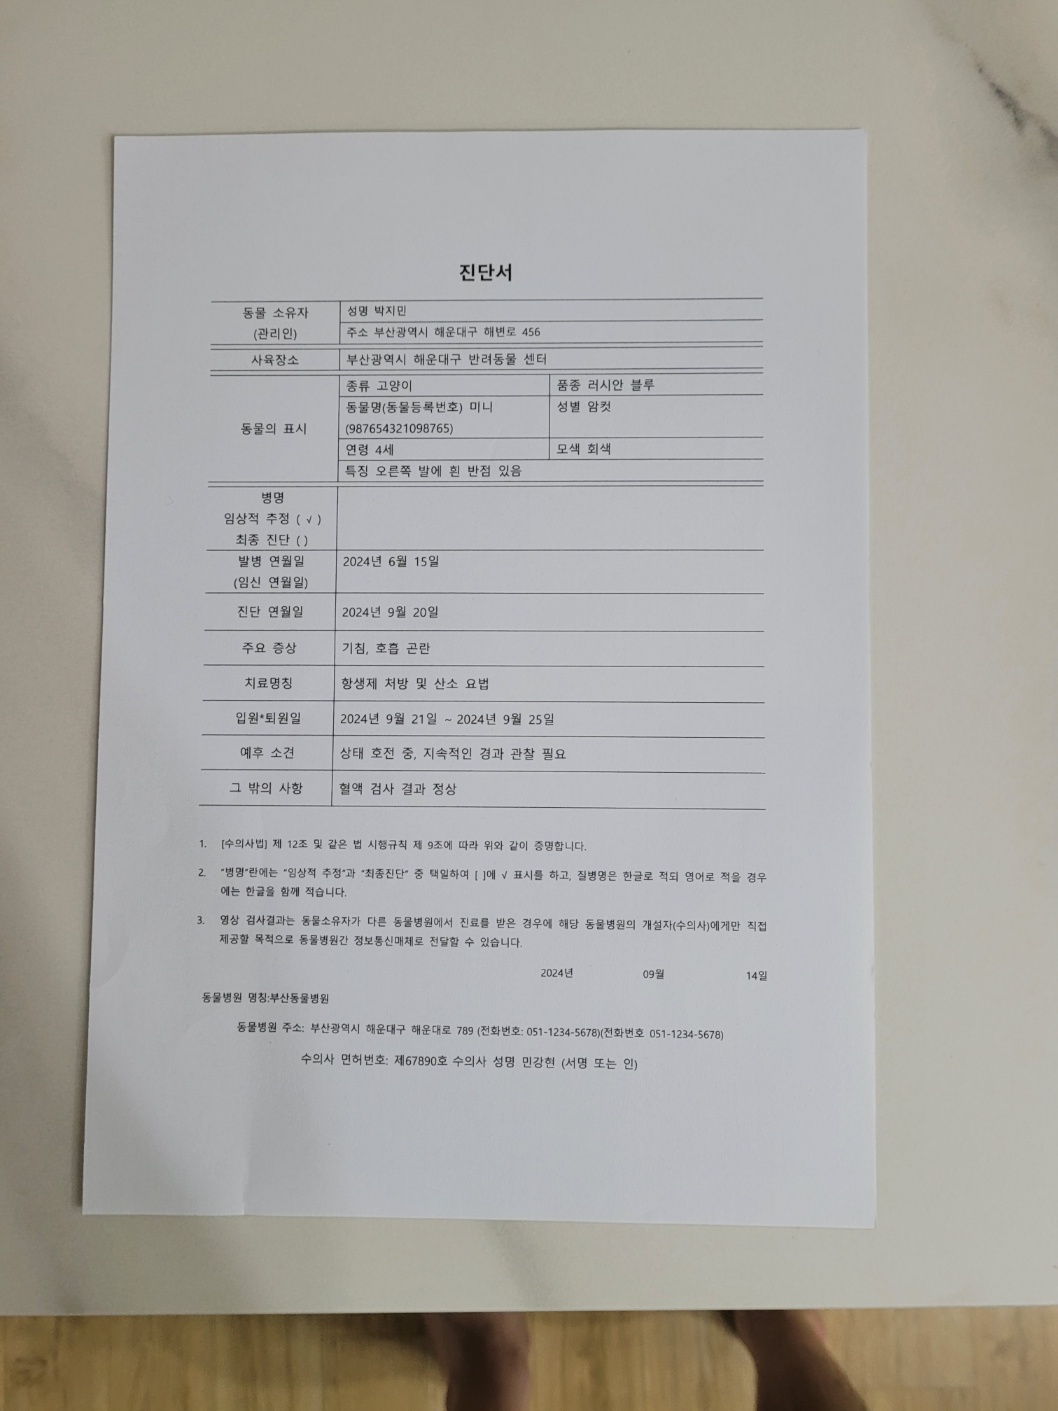 진단서
동물 소유자
(관리인)
성명 박지민
주소 부산광역시 해운대구 해변로 456
사육장소
부산광역시 해운대구 반려동물 센터
동물의 표시
종류 고양이
품종 러시안 블루
동물명(동물등록번호) 미니
(987654321098765)
성별 암컷
연령 4세
모색 회색
특징 오른쪽 발에 흰 반점 있음
병명
임상적 추정 ( √ )
최종 진단 ( )
발병 연월일
(임신 연월일)
2024년 6월 15일
진단 연월일
2024년 9월 20일
주요 증상
기침, 호흡 곤란
치료명칭
항생제 처방 및 산소 요법
입원*퇴원일
2024년 9월 21일 ~ 2024년 9월 25일
예후 소견
상태 호전 중, 지속적인 경과 관찰 필요
그 밖의 사항
혈액 검사 결과 정상
1. [수의사법] 제 12조 및 같은 법 시행규칙 제 9조에 따라 위와 같이 증명합니다.
2. "병명"란에는 "임상적 추정"과 "최종진단" 중 택일하여 [ ]에 √ 표시를 하고, 질병명은 한글로 적되 영어로 적을 경우
에는 한글을 함께 적습니다.
3. 영상 검사결과는 동물소유자가 다른 동물병원에서 진료를 받은 경우에 해당 동물병원의 개설자(수의사)에게만 직접
제공할 목적으로 동물병원간 정보통신매체로 전달할 수 있습니다.
2024년 09월 14일
동물병원 명칭:부산동물병원
동물병원 주소: 부산광역시 해운대구 해운대로 789 (전화번호: 051-1234-5678)(전화번호 051-1234-5678)
수의사 면허번호: 제67890호 수의사 성명 민강현 (서명 또는 인)